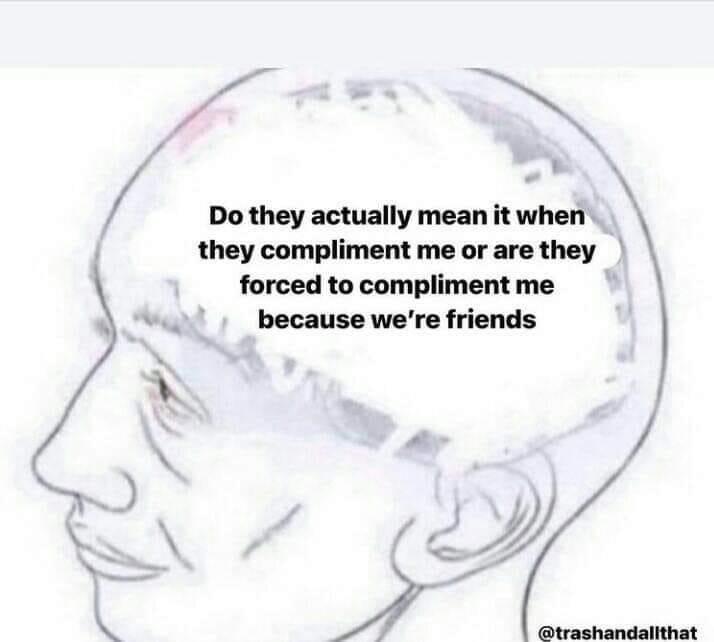 Do they actually mean it when
they compliment me or are they
forced to compliment me
because we’re friends
@trashandallthat